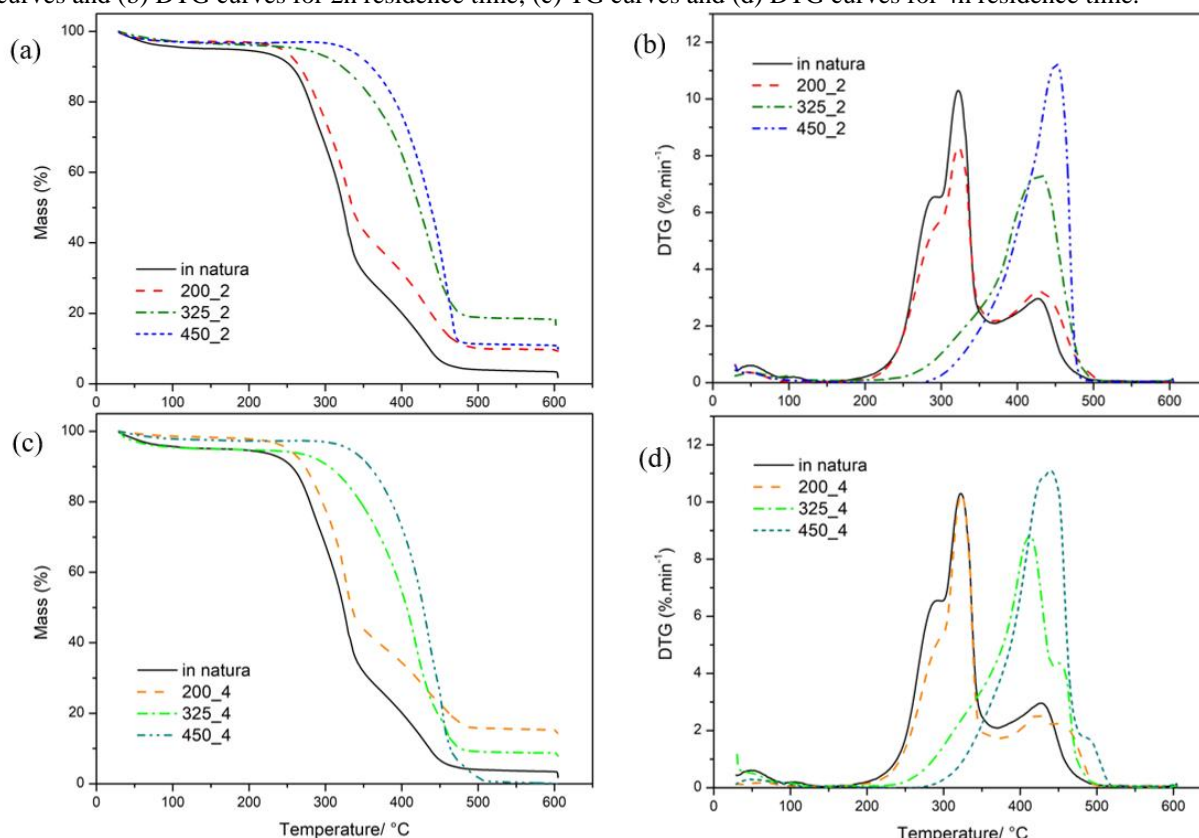 curves and (b) DTG curves for 2h residence time; (c) TG curves and (d) DTG curves for 4h residence time.
(a)
100
80
60
40
20
0
Mass (%)
in natura
200_2
325_2
450_2
0 100 200 300 400 500 600
(b)
12
10
8
6
4
2
0
DTG (%.min⁻¹)
in natura
200_2
325_2
450_2
0 100 200 300 400 500 600
(c)
100
80
60
40
20
0
Mass (%)
in natura
200_4
325_4
450_4
0 100 200 300 400 500 600
Temperature/ °C
(d)
12
10
8
6
4
2
0
DTG (%.min⁻¹)
in natura
200_4
325_4
450_4
0 100 200 300 400 500 600
Temperature/ °C